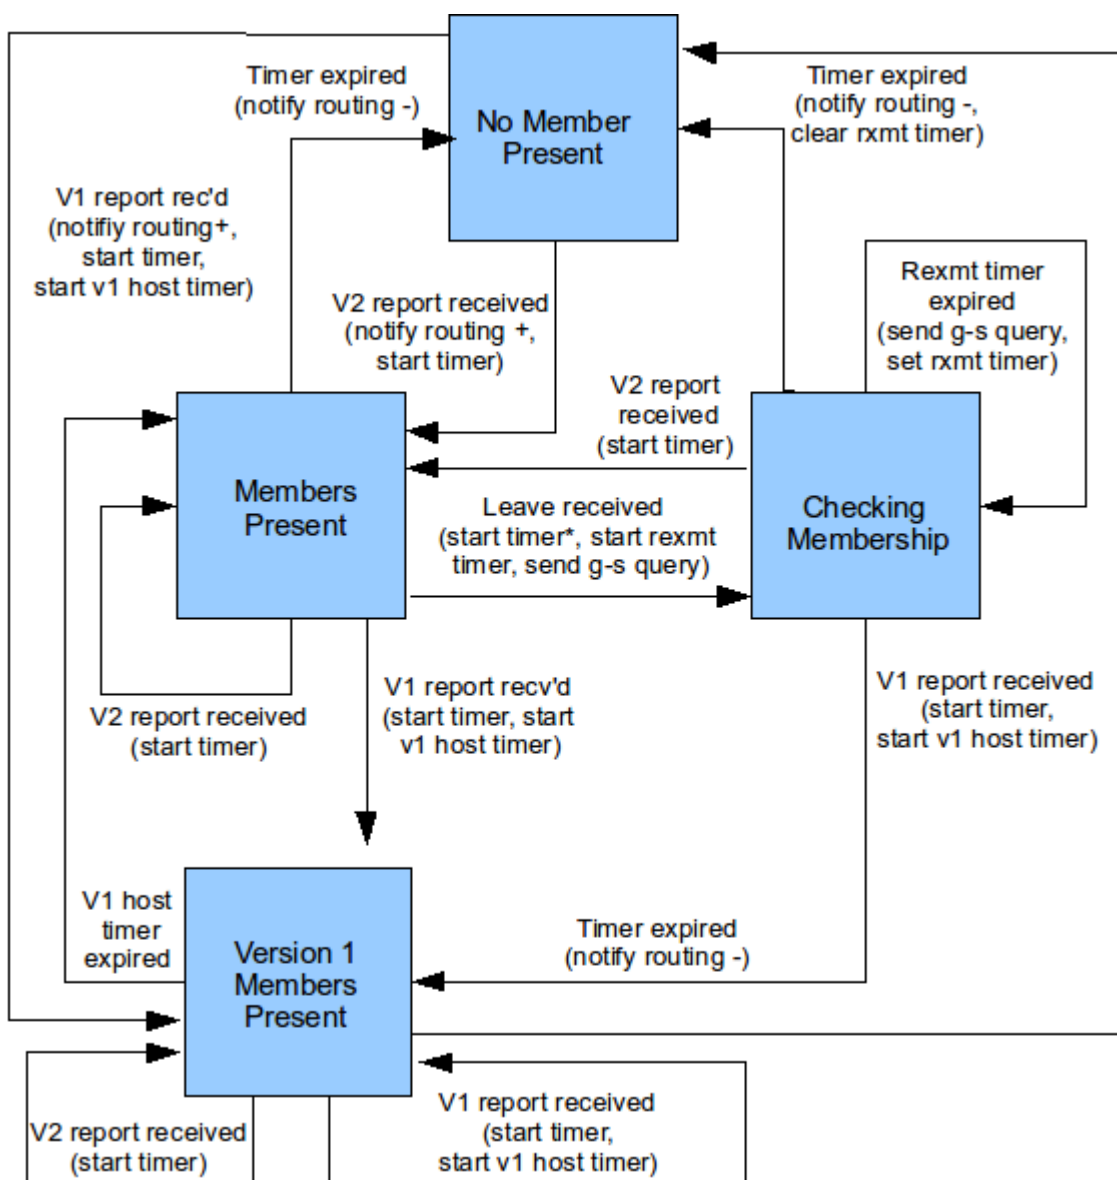 Timer expired
(notify routing -)
No Member
Present
Timer expired
(notify routing -,
clear rxmt timer)
V1 report rec'd
(notifiy routing+,
start timer,
start v1 host timer)
V2 report received
(notify routing +,
start timer)
Rexmt timer
expired
(send g-s query,
set rxmt timer)
V2 report
received
(start timer)
Members
Present
Leave received
(start timer*, start rexmt
timer, send g-s query)
Checking
Membership
V2 report received
(start timer)
V1 report recv'd
(start timer, start
v1 host timer)
V1 report received
(start timer,
start v1 host timer)
V1 host
timer
expired
Version 1
Members
Present
Timer expired
(notify routing -)
V2 report received
(start timer)
V1 report received
(start timer,
start v1 host timer)